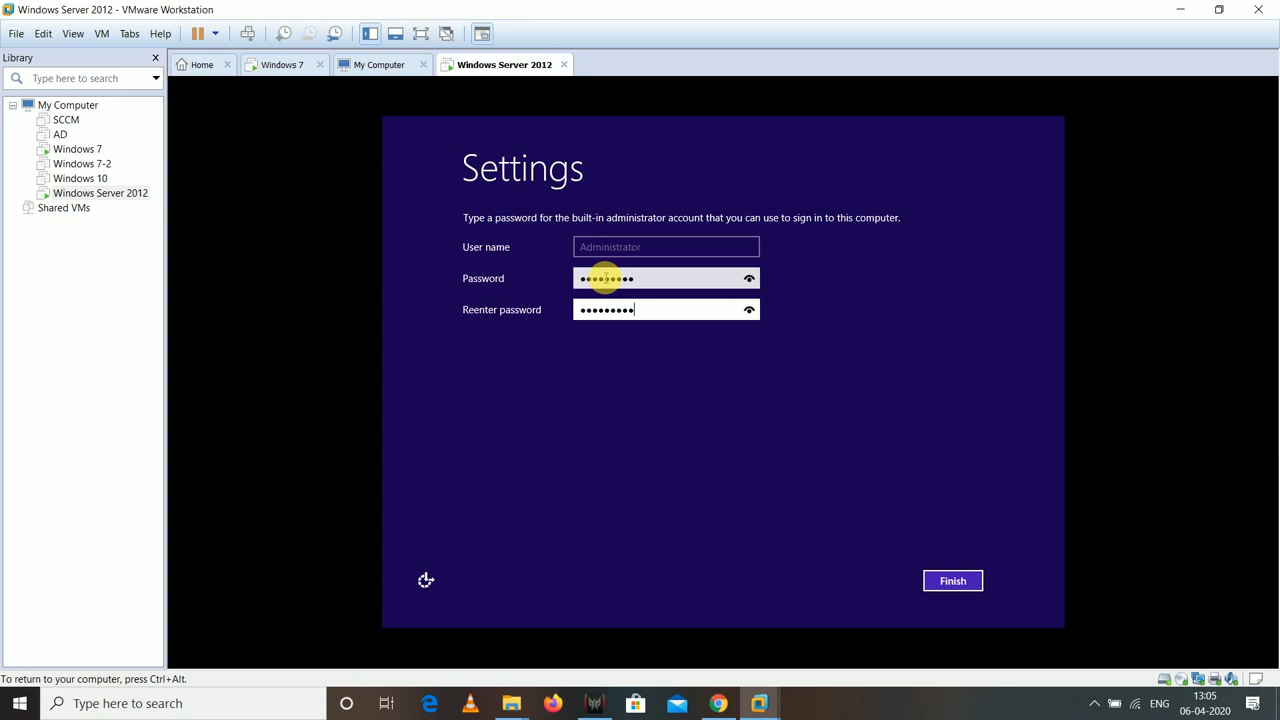 Windows Server 2012 - VMware Workstation
File Edit View VM Tabs Help
Library
Type here to search
My Computer
SCCM
AD
Windows 7
Windows 7-2
Windows 10
Windows Server 2012
Shared VMs
Home
Windows 7
My Computer
Windows Server 2012
Settings
Type a password for the built-in administrator account that you can use to sign in to this computer.
User name
Administrator
Password
•••••••••
Reenter password
•••••••••
Finish
To return to your computer, press Ctrl+Alt.
Type here to search
ENG
13:05
06-04-2020